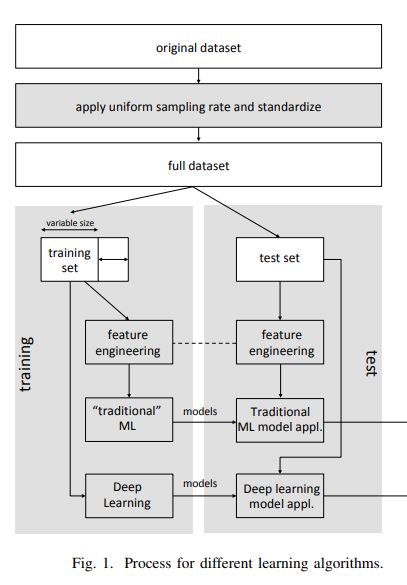 original dataset
apply uniform sampling rate and standardize
full dataset
variable size
training
set
test set
feature
engineering
feature
engineering
training
test
“traditional”
ML
models
Traditional
ML model appl.
Deep
Learning
models
Deep learning
model appl.
Fig. 1. Process for different learning algorithms.